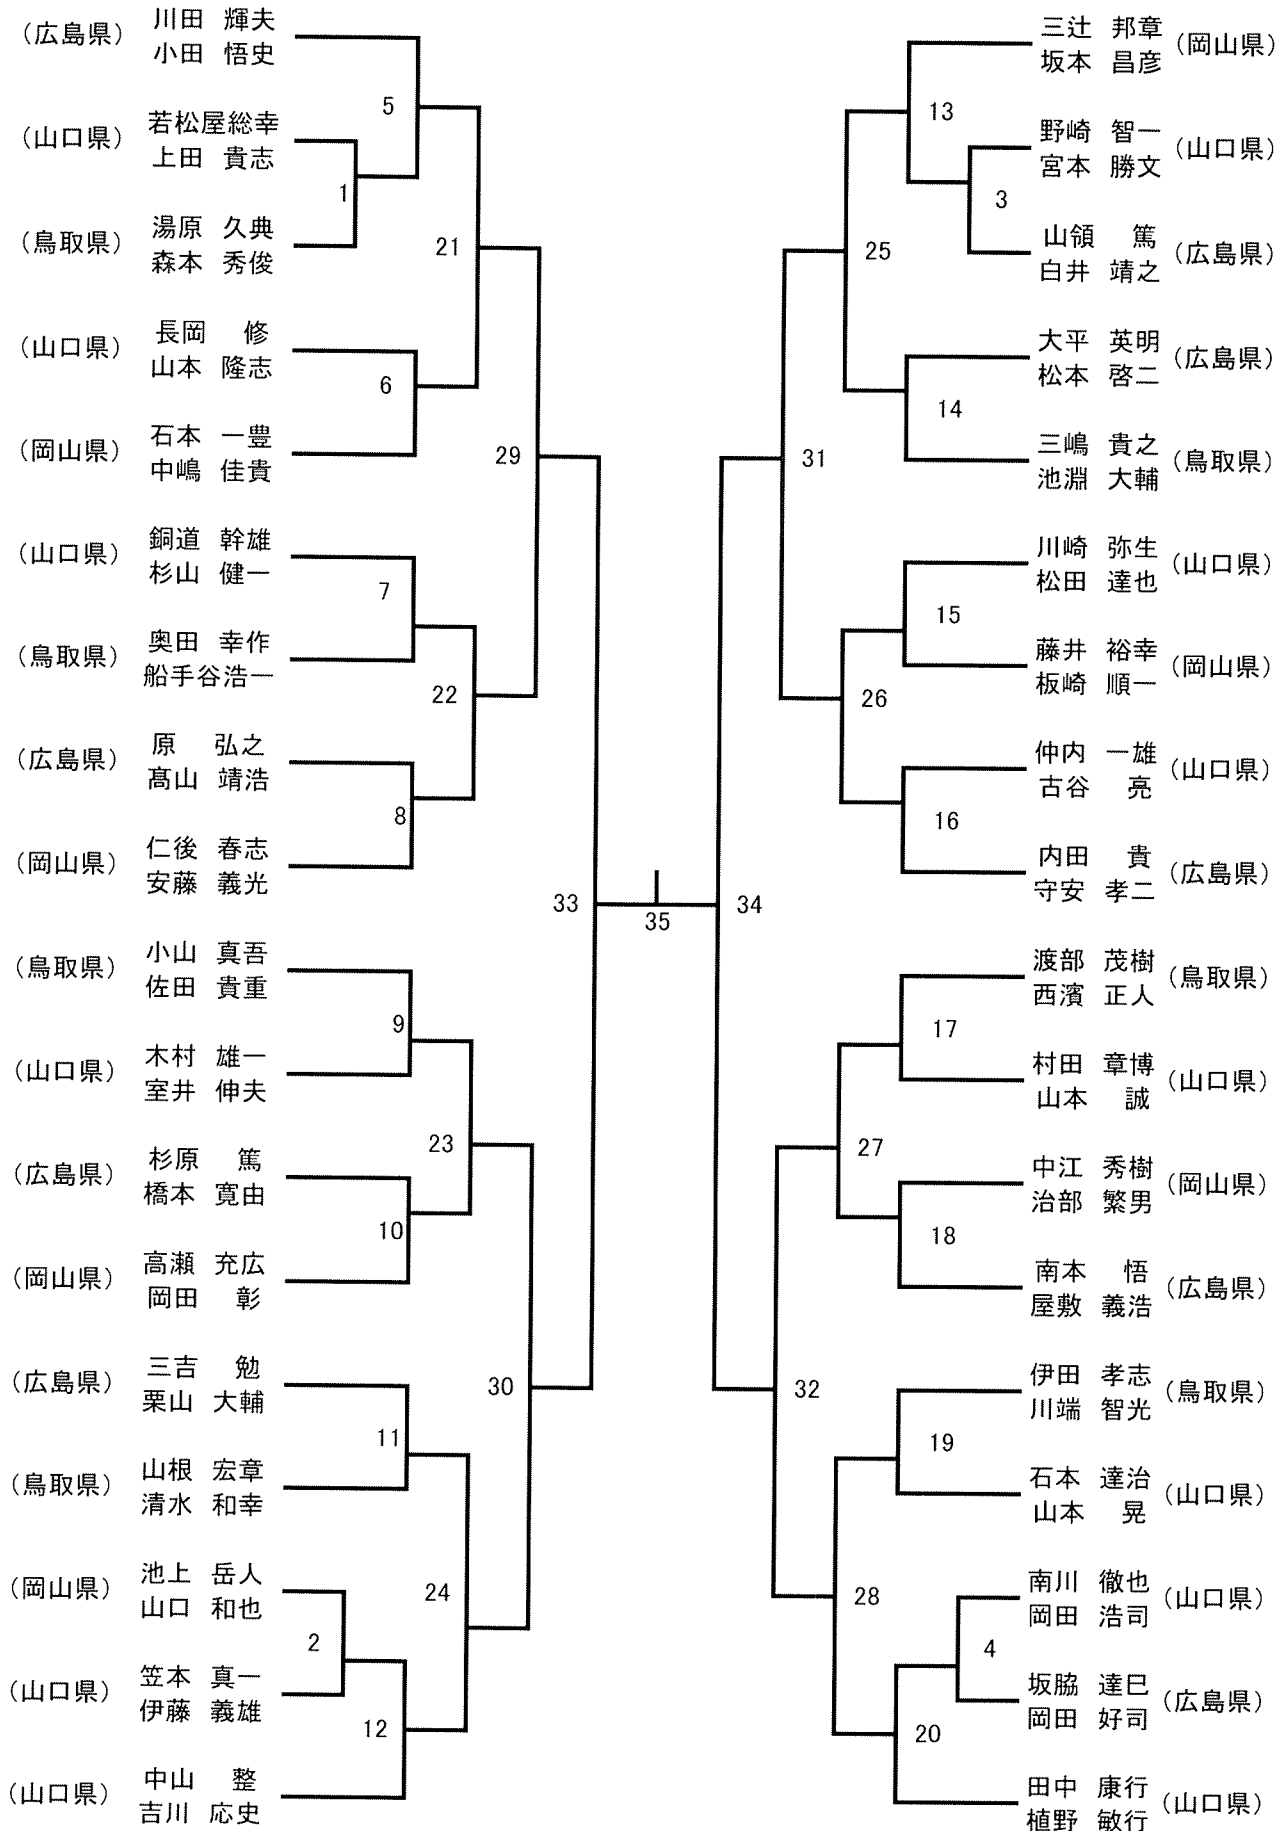 (広島県) 川田 輝夫
小田 悟史
5
(山口県) 若松屋総幸
上田 貴志
1
(鳥取県) 湯原 久典
森本 秀俊
21
(山口県) 長岡 修
山本 隆志
6
(岡山県) 石本 一豊
中嶋 佳貴
29
(山口県) 銅道 幹雄
杉山 健一
7
(鳥取県) 奥田 幸作
船手谷浩一
22
(広島県) 原 弘之
髙山 靖浩
8
(岡山県) 仁後 春志
安藤 義光
33
(鳥取県) 小山 真吾
佐田 貴重
9
(山口県) 木村 雄一
室井 伸夫
23
(広島県) 杉原 篤
橋本 寛由
10
(岡山県) 高瀬 充広
岡田 彰
30
(広島県) 三吉 勉
栗山 大輔
11
(鳥取県) 山根 宏章
清水 和幸
24
(岡山県) 池上 岳人
山口 和也
2
(山口県) 笠本 真一
伊藤 義雄
12
(山口県) 中山 整
吉川 応史
35
三辻 邦章 (岡山県)
坂本 昌彦
13
野崎 智一 (山口県)
宮本 勝文
3
山領 篤 (広島県)
白井 靖之
25
大平 英明 (広島県)
松本 啓二
14
三嶋 貴之 (鳥取県)
池淵 大輔
31
川崎 弥生 (山口県)
松田 達也
15
藤井 裕幸 (岡山県)
板崎 順一
26
仲内 一雄 (山口県)
古谷 亮
16
内田 貴 (広島県)
守安 孝二
34
渡部 茂樹 (鳥取県)
西濱 正人
17
村田 章博 (山口県)
山本 誠
27
中江 秀樹 (岡山県)
治部 繁男
18
南本 悟 (広島県)
屋敷 義浩
32
伊田 孝志 (鳥取県)
川端 智光
19
石本 達治 (山口県)
山本 晃
28
南川 徹也 (山口県)
岡田 浩司
4
坂脇 達巳 (広島県)
岡田 好司
20
田中 康行 (山口県)
植野 敏行